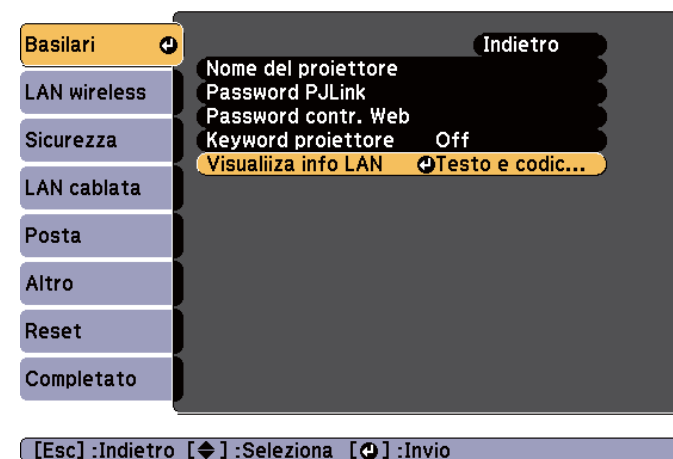 Basilari
LAN wireless
Sicurezza
LAN cablata
Posta
Altro
Reset
Completato
Indietro
Nome del proiettore
Password PJLink
Password contr. Web
Keyword proiettore Off
Visualiiza info LAN Testo e codic...
[Esc] :Indietro [◆] :Seleziona [⏎] :Invio